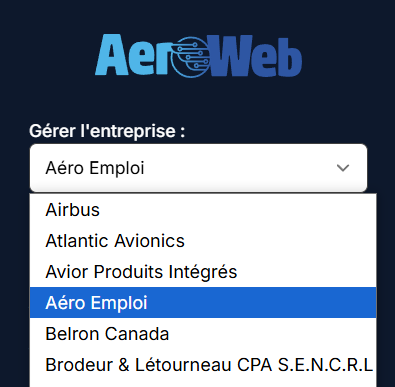 AeroWeb
Gérer l'entreprise :
Aéro Emploi
Airbus
Atlantic Avionics
Avior Produits Intégrés
Aéro Emploi
Belron Canada
Brodeur & Létourneau CPA S.E.N.C.R.L